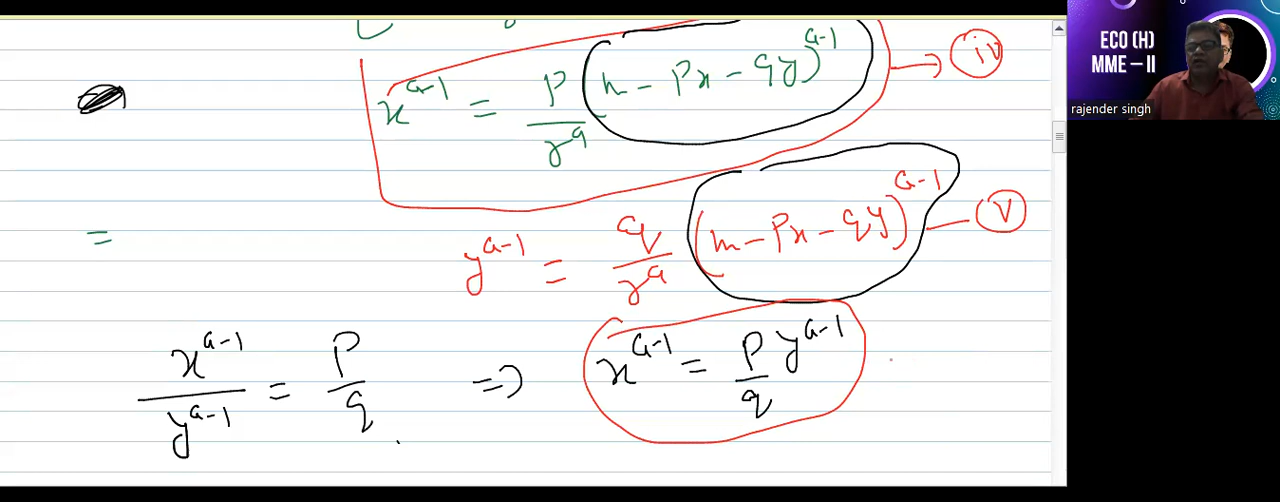 ECO (H)
MME – II
rajender singh
x^{a-1} = p/r^a (m - px - qy)^{a-1} → (iv)
=
y^{a-1} = q/r^a (m - px - qy)^{a-1} — (v)
x^{a-1}/y^{a-1} = p/q ⇒ x^{a-1} = p/q y^{a-1}